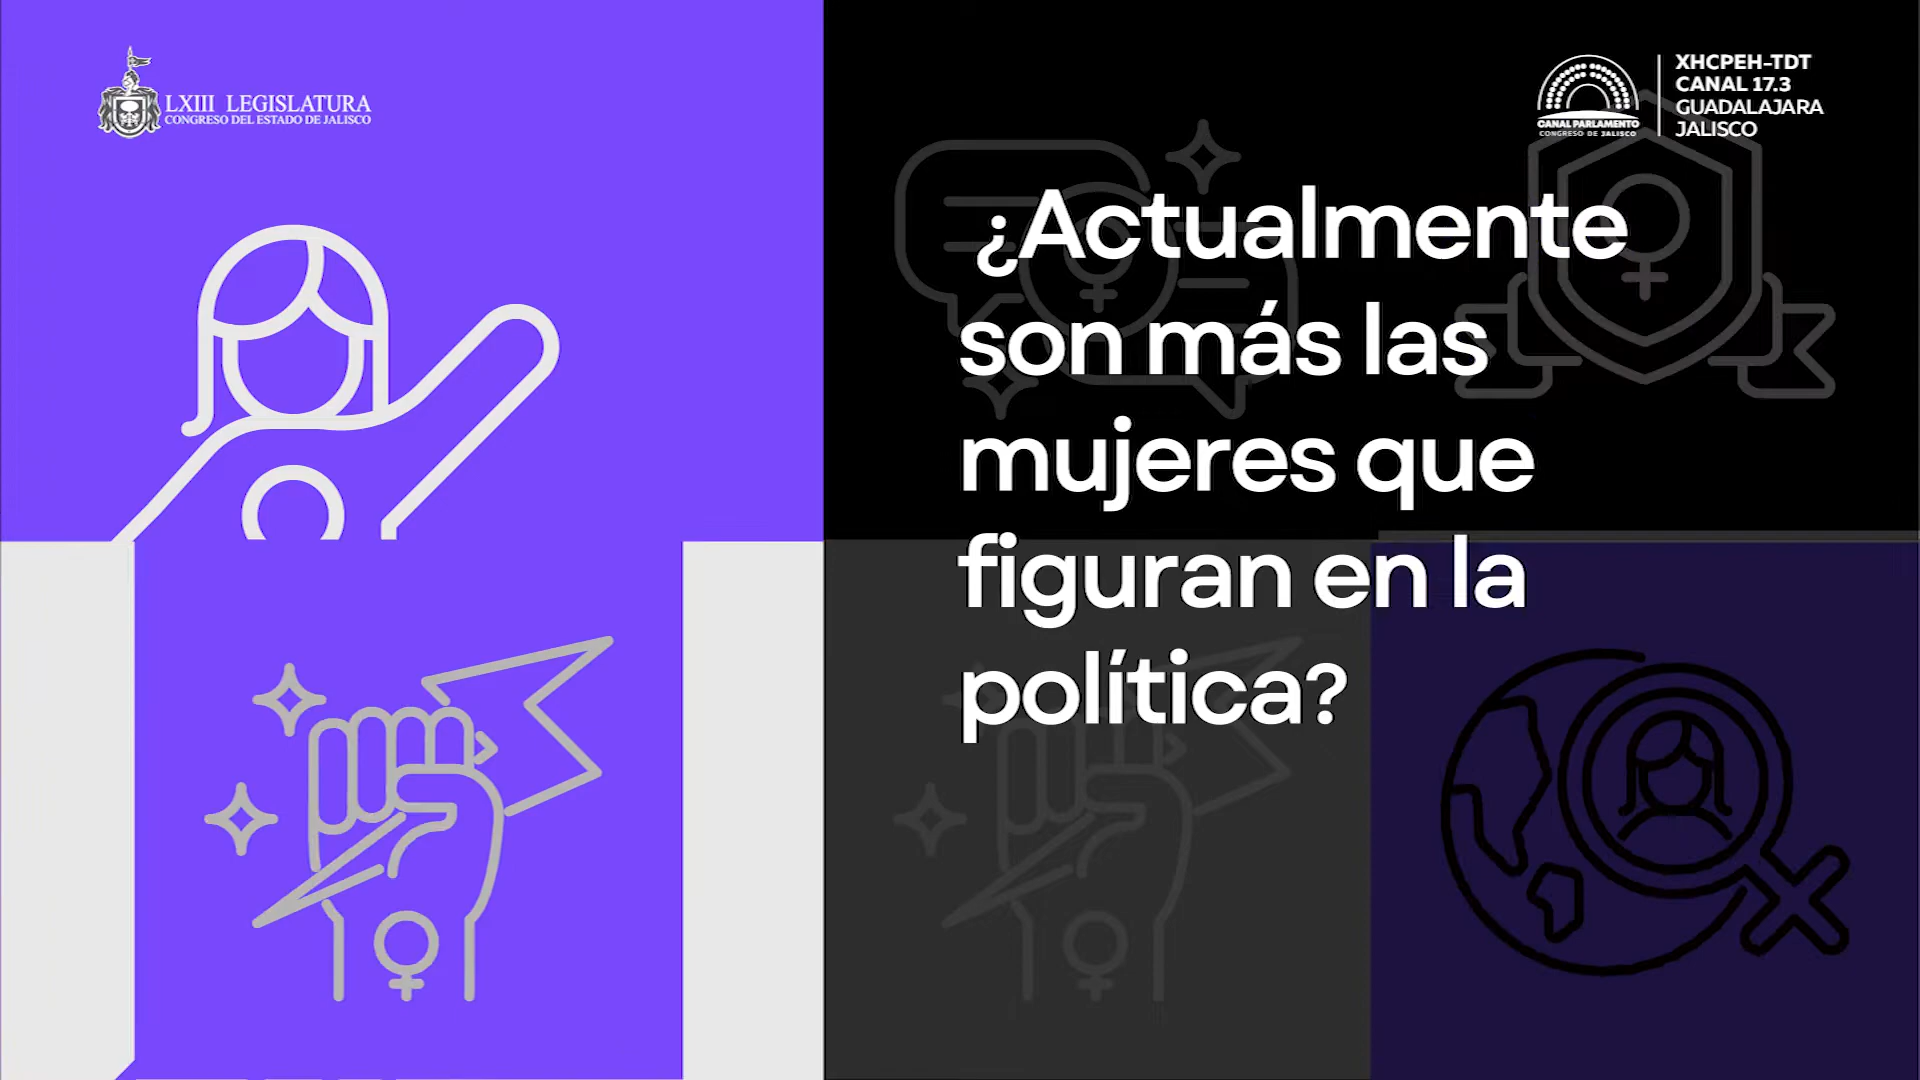 LXIII LEGISLATURA
CONGRESO DEL ESTADO DE JALISCO
CANAL PARLAMENTO
CONGRESO DE JALISCO
XHCPEH-TDT
CANAL 17.3
GUADALAJARA
JALISCO
¿Actualmente
son más las
mujeres que
figuran en la
política?